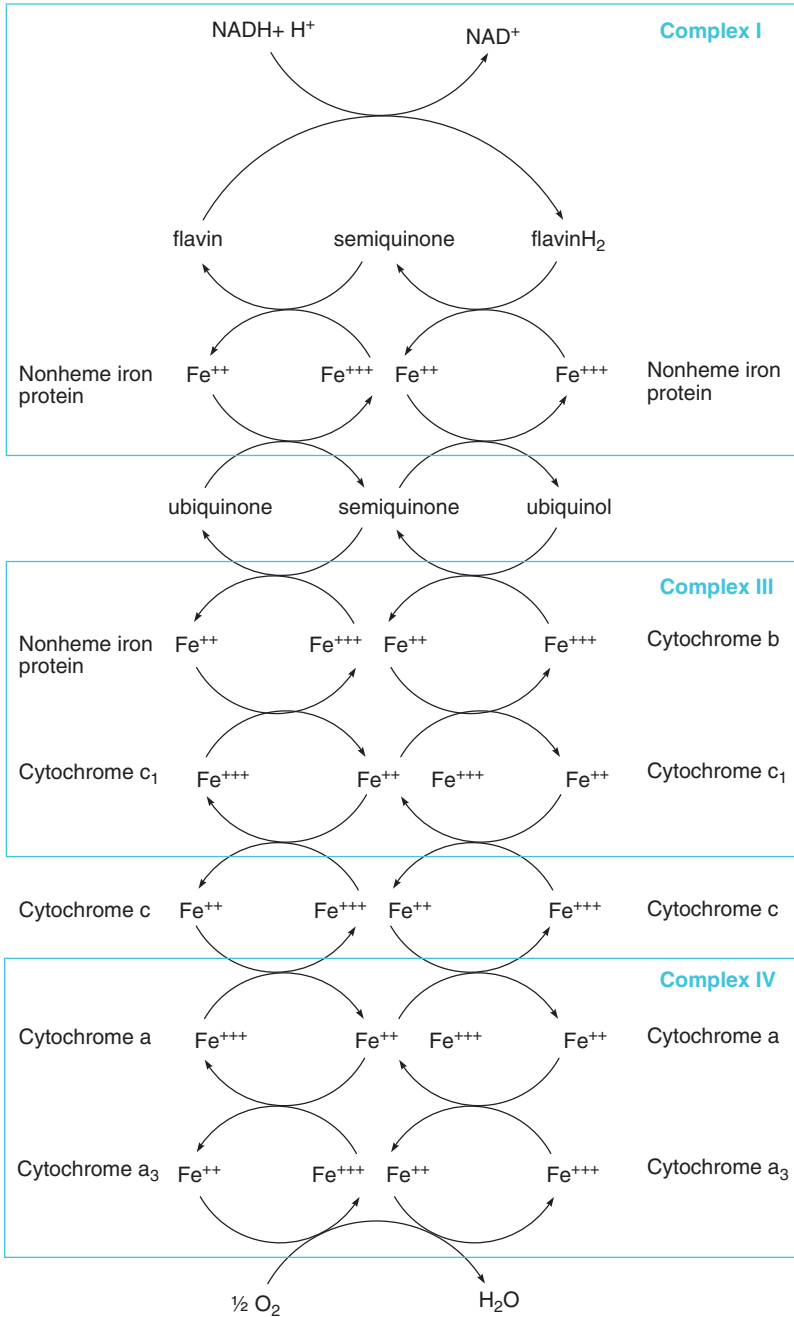 NADH+ H⁺
NAD⁺
Complex I
flavin
semiquinone
flavinH₂
Nonheme iron
protein
Fe⁺⁺
Fe⁺⁺⁺
Fe⁺⁺
Fe⁺⁺⁺
Nonheme iron
protein
ubiquinone
semiquinone
ubiquinol
Complex III
Nonheme iron
protein
Fe⁺⁺
Fe⁺⁺⁺
Fe⁺⁺
Fe⁺⁺⁺
Cytochrome b
Cytochrome c₁
Fe⁺⁺⁺
Fe⁺⁺
Fe⁺⁺⁺
Fe⁺⁺
Cytochrome c₁
Cytochrome c
Fe⁺⁺
Fe⁺⁺⁺
Fe⁺⁺
Fe⁺⁺⁺
Cytochrome c
Complex IV
Cytochrome a
Fe⁺⁺⁺
Fe⁺⁺
Fe⁺⁺⁺
Fe⁺⁺
Cytochrome a
Cytochrome a₃
Fe⁺⁺
Fe⁺⁺⁺
Fe⁺⁺
Fe⁺⁺⁺
Cytochrome a₃
½ O₂
H₂O